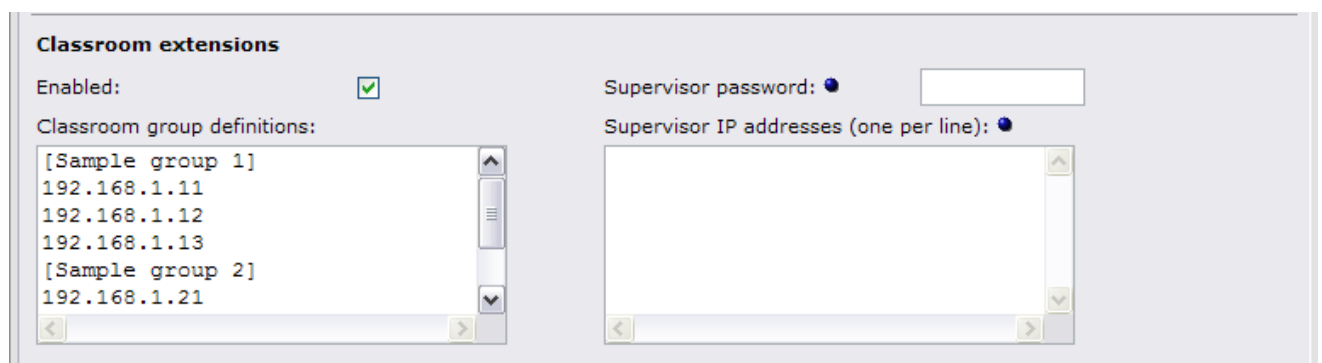 Classroom extensions
Enabled:
Supervisor password:
Classroom group definitions:
Supervisor IP addresses (one per line):
[Sample group 1]
192.168.1.11
192.168.1.12
192.168.1.13
[Sample group 2]
192.168.1.21